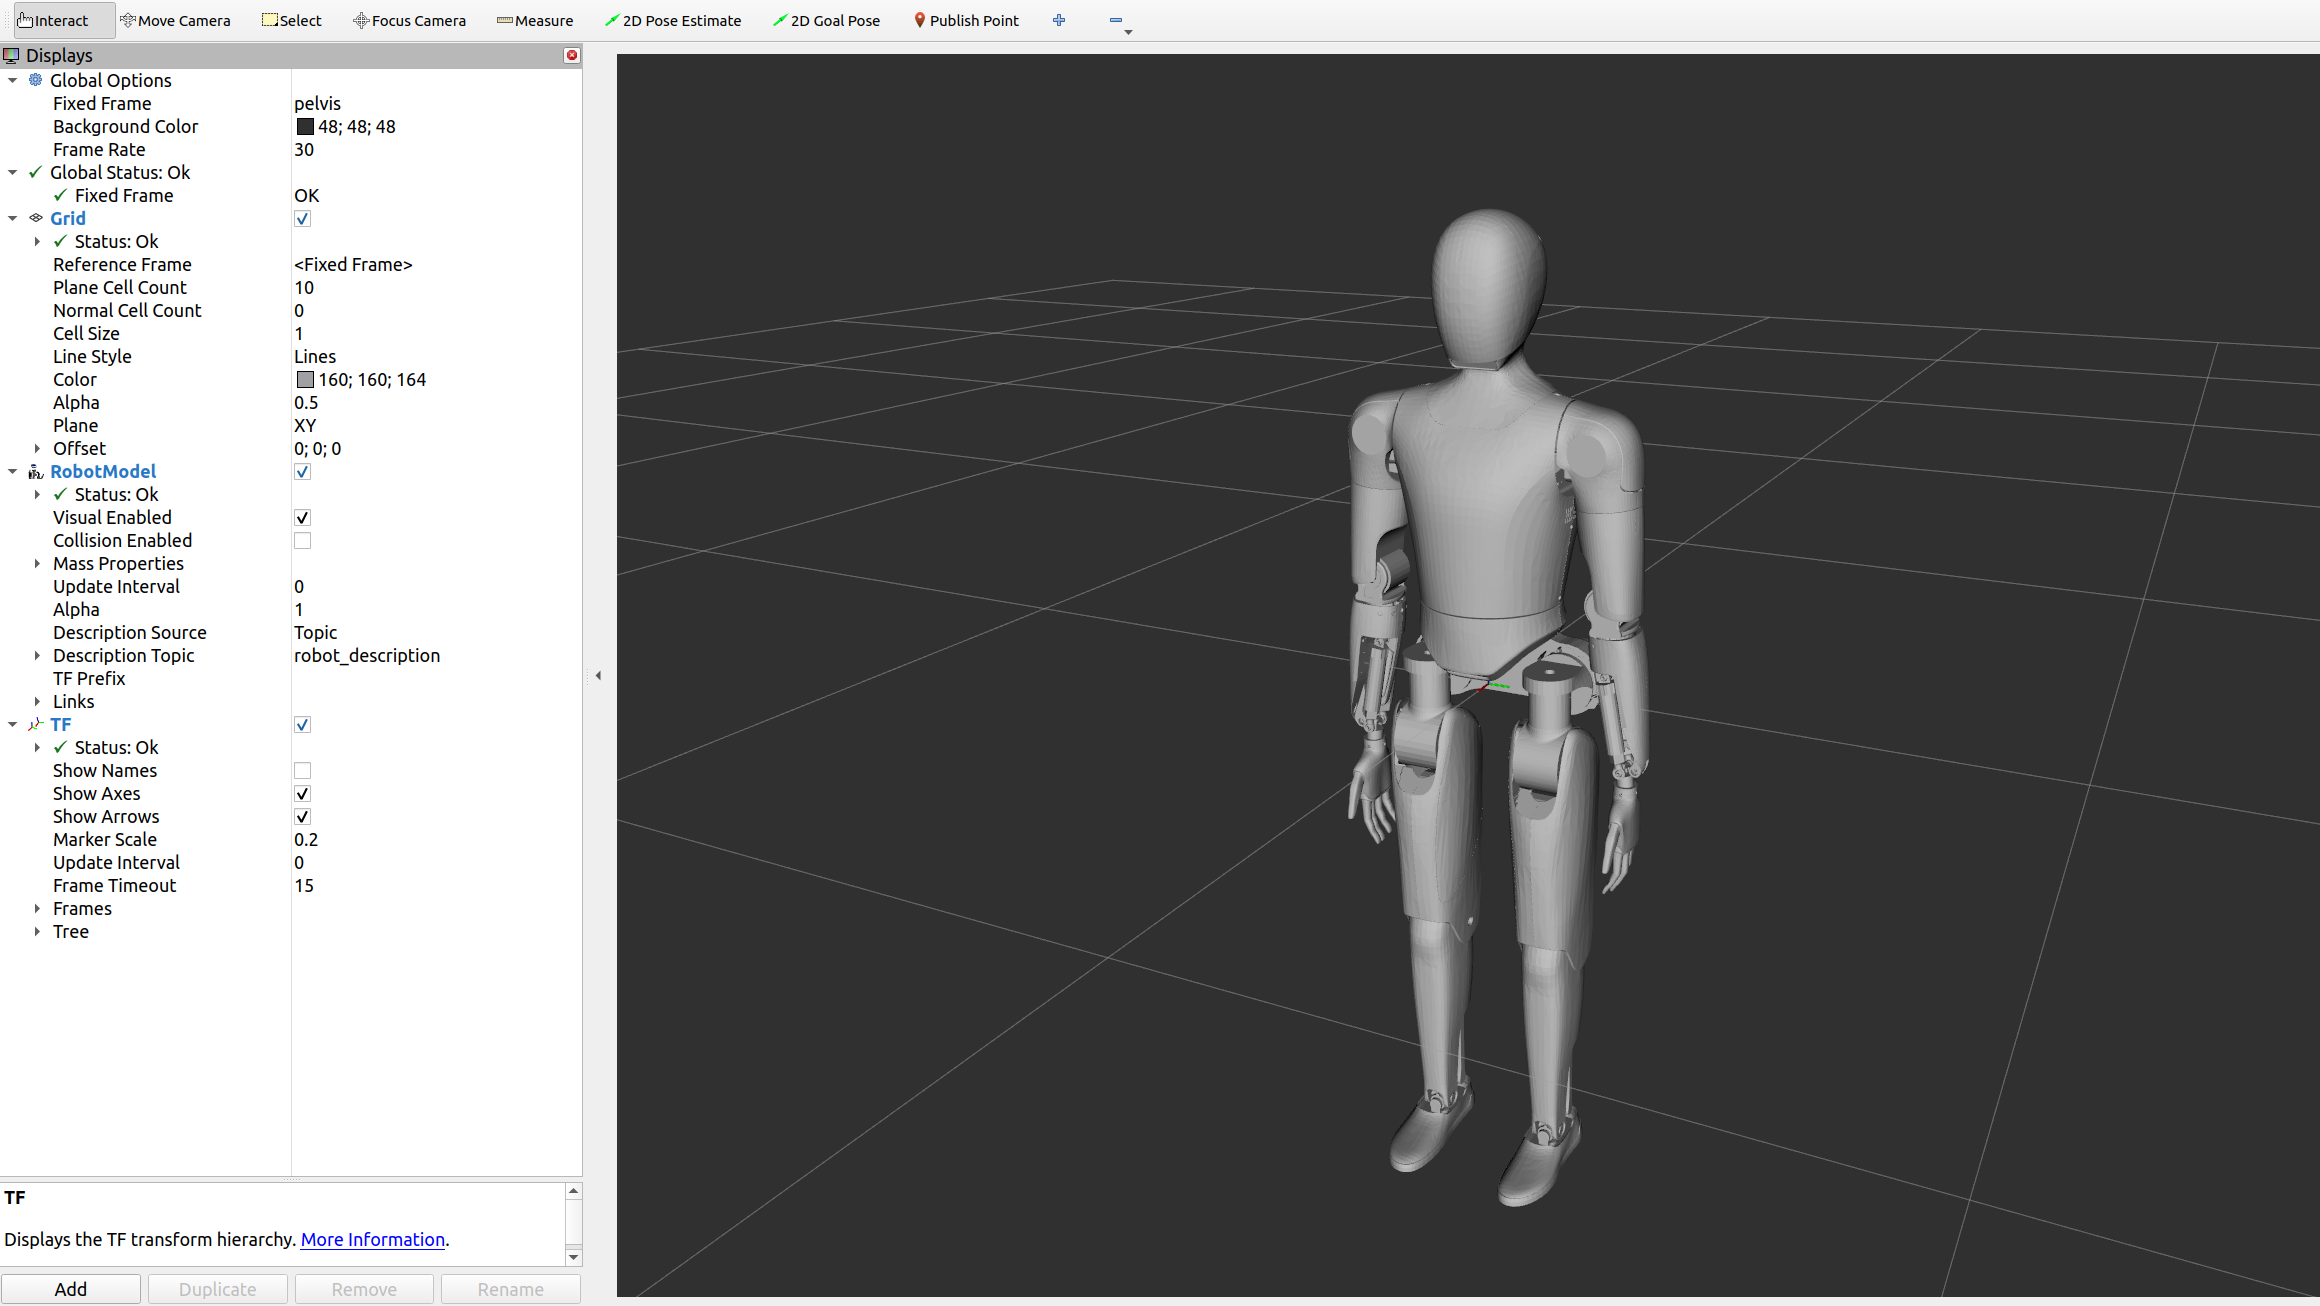 Interact Move Camera Select Focus Camera Measure 2D Pose Estimate 2D Goal Pose Publish Point
Displays
Global Options
Fixed Frame pelvis
Background Color 48; 48; 48
Frame Rate 30
Global Status: Ok
Fixed Frame OK
Grid
Status: Ok
Reference Frame <Fixed Frame>
Plane Cell Count 10
Normal Cell Count 0
Cell Size 1
Line Style Lines
Color 160; 160; 164
Alpha 0.5
Plane XY
Offset 0; 0; 0
RobotModel
Status: Ok
Visual Enabled
Collision Enabled
Mass Properties
Update Interval 0
Alpha 1
Description Source Topic
Description Topic robot_description
TF Prefix
Links
TF
Status: Ok
Show Names
Show Axes
Show Arrows
Marker Scale 0.2
Update Interval 0
Frame Timeout 15
Frames
Tree
TF
Displays the TF transform hierarchy. More Information.
Add Duplicate Remove Rename